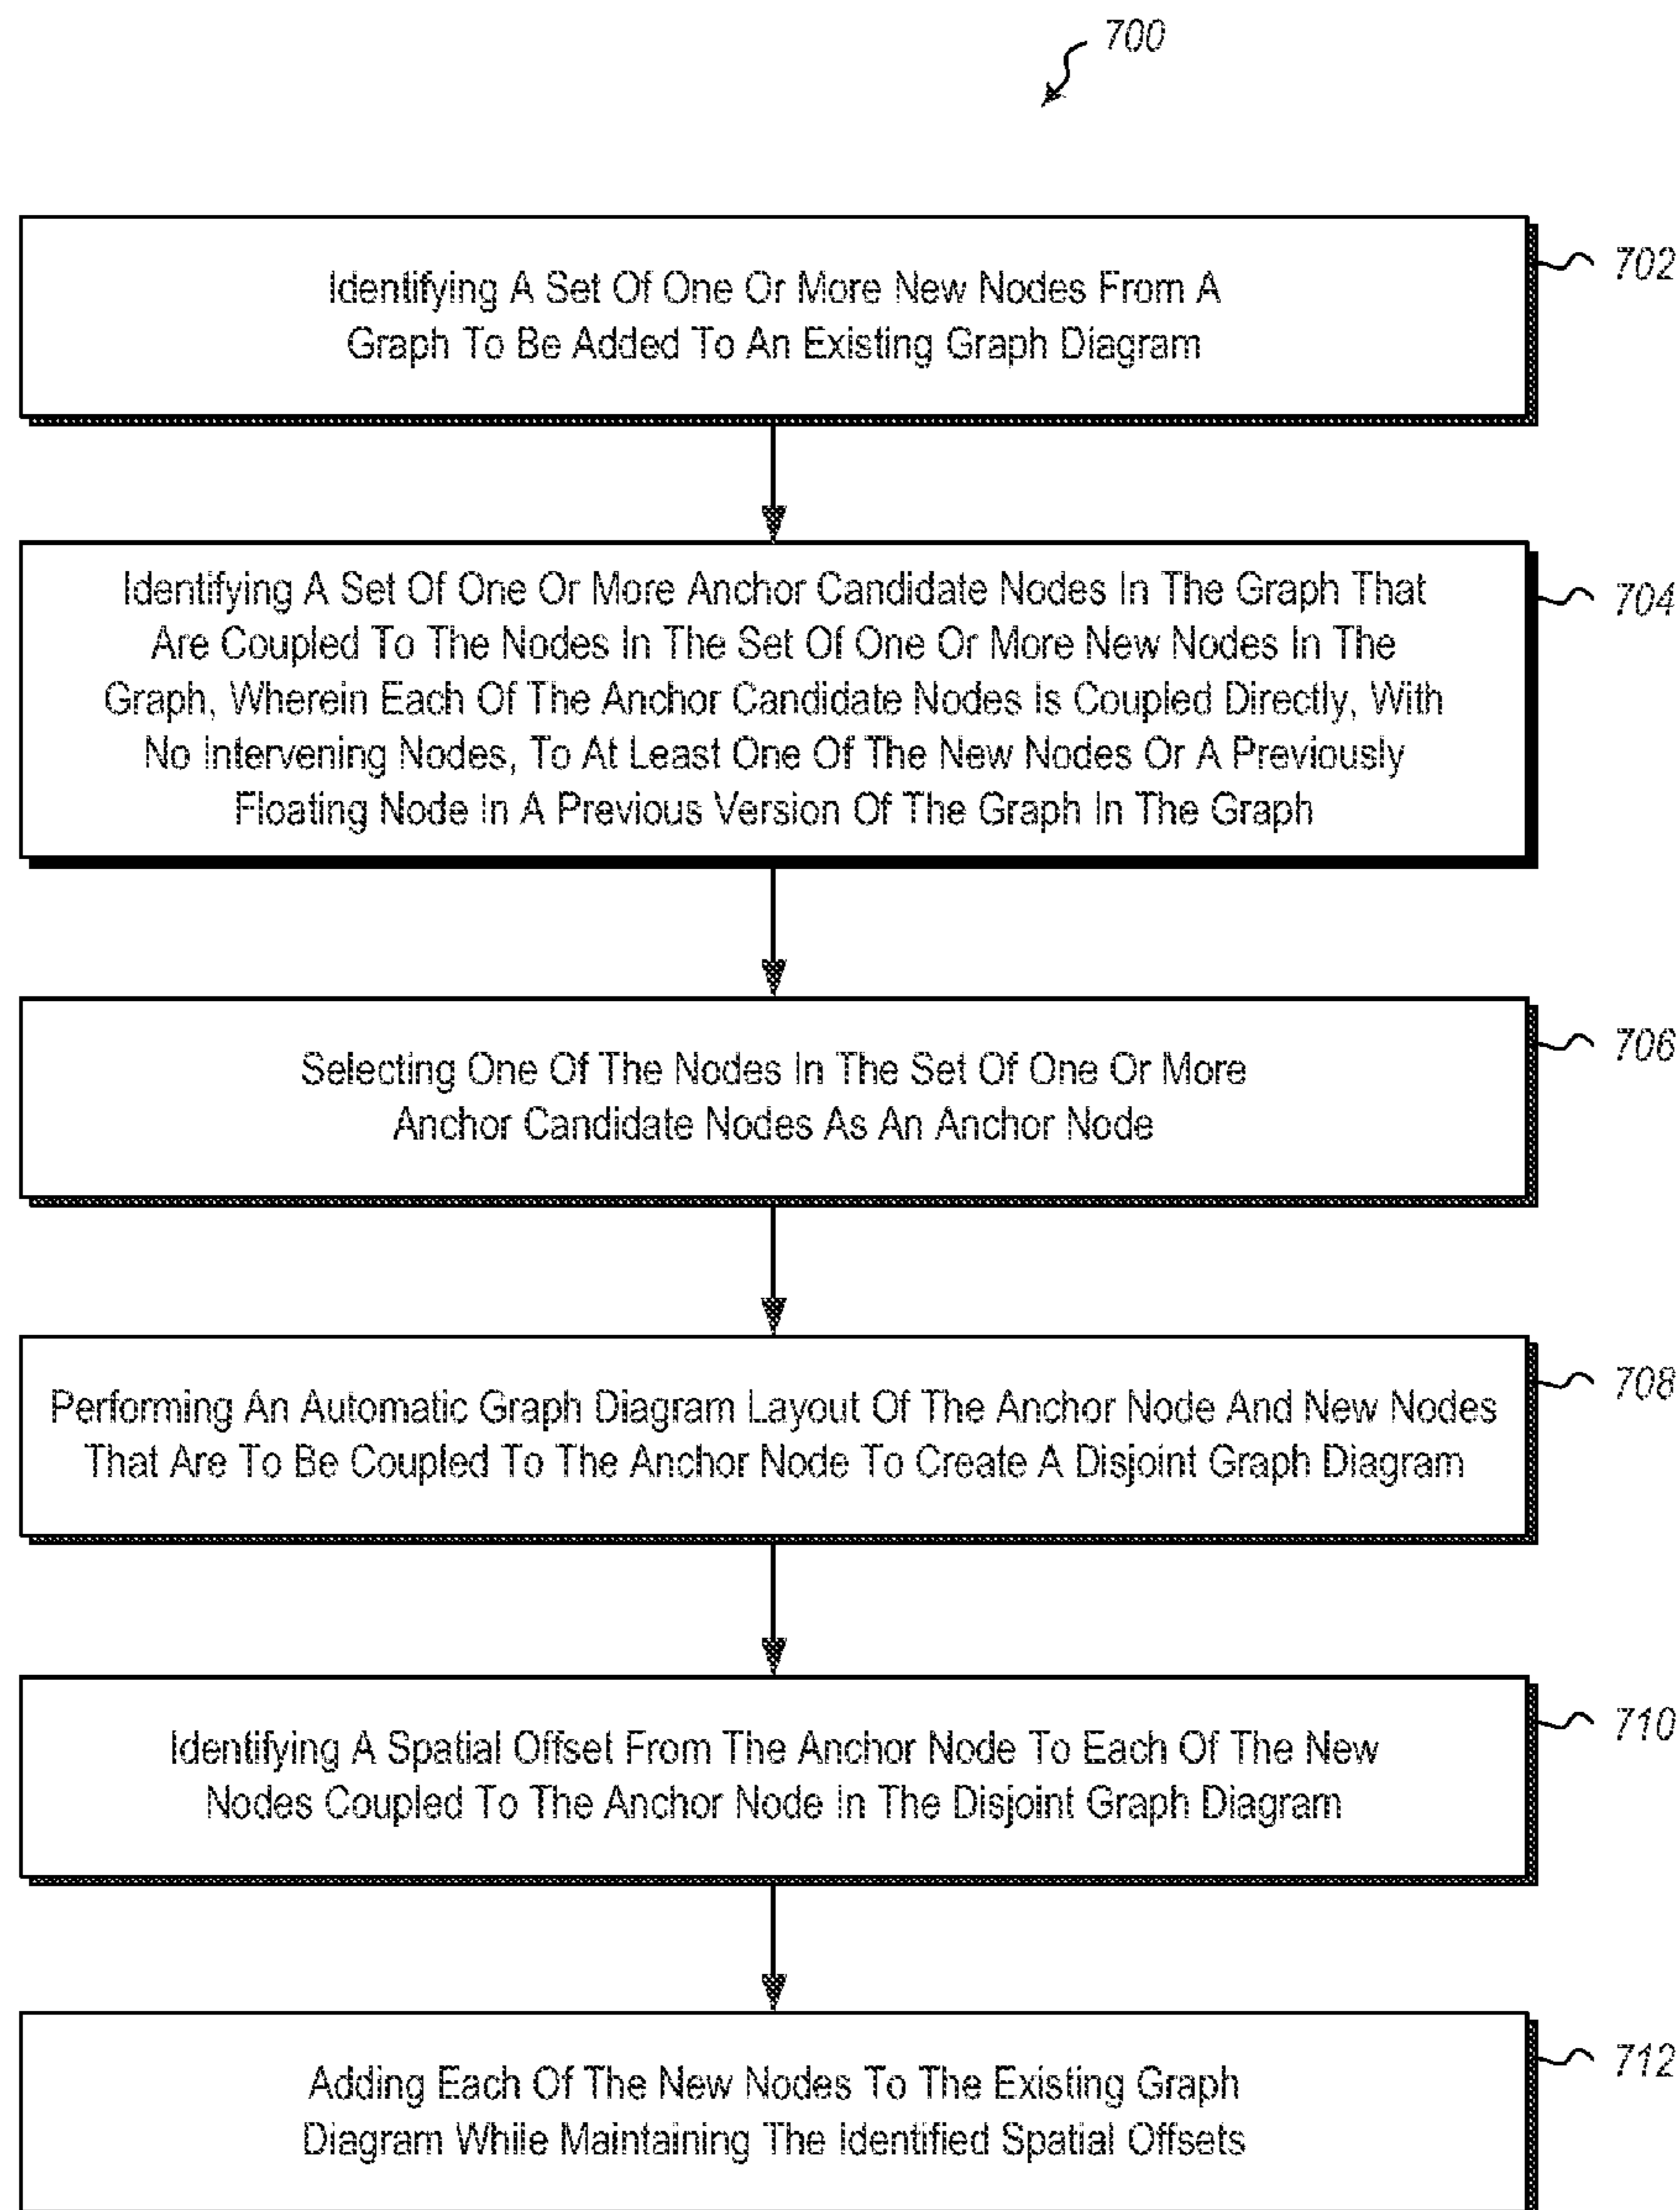 700
Identifying A Set Of One Or More New Nodes From A
Graph To Be Added To An Existing Graph Diagram
702
Identifying A Set Of One Or More Anchor Candidate Nodes In The Graph That
Are Coupled To The Nodes In The Set Of One Or More New Nodes In The
Graph, Wherein Each Of The Anchor Candidate Nodes Is Coupled Directly, With
No Intervening Nodes, To At Least One Of The New Nodes Or A Previously
Floating Node In A Previous Version Of The Graph In The Graph
704
Selecting One Of The Nodes In The Set Of One Or More
Anchor Candidate Nodes As An Anchor Node
706
Performing An Automatic Graph Diagram Layout Of The Anchor Node And New Nodes
That Are To Be Coupled To The Anchor Node To Create A Disjoint Graph Diagram
708
Identifying A Spatial Offset From The Anchor Node To Each Of The New
Nodes Coupled To The Anchor Node In The Disjoint Graph Diagram
710
Adding Each Of The New Nodes To The Existing Graph
Diagram While Maintaining The Identified Spatial Offsets
712